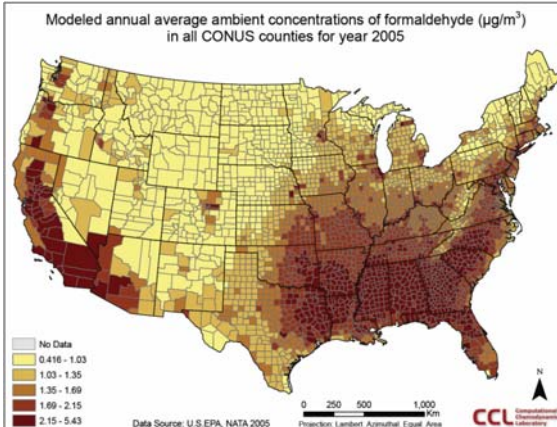 Modeled annual average ambient concentrations of formaldehyde (µg/m³)
in all CONUS counties for year 2005
No Data
0.416 - 1.03
1.03 - 1.35
1.35 - 1.69
1.69 - 2.15
2.15 - 5.43
Data Source: U.S.EPA, NATA 2005
0 250 500 1,000
Km
Projection: Lambert Azimuthal Equal Area
N
CCL Computational
Chemodynamics
Laboratory